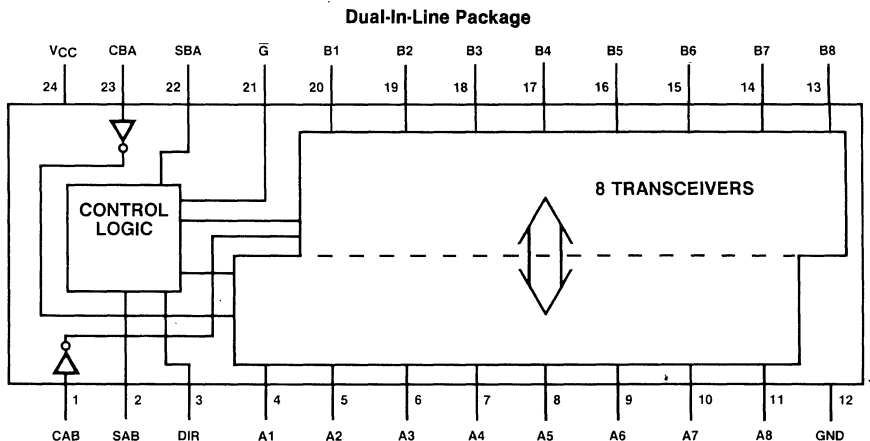 Dual-In-Line Package
VCC CBA SBA G̅ B1 B2 B3 B4 B5 B6 B7 B8
24 23 22 21 20 19 18 17 16 15 14 13
8 TRANSCEIVERS
CONTROL
LOGIC
1 2 3 4 5 6 7 8 9 10 11 12
CAB SAB DIR A1 A2 A3 A4 A5 A6 A7 A8 GND